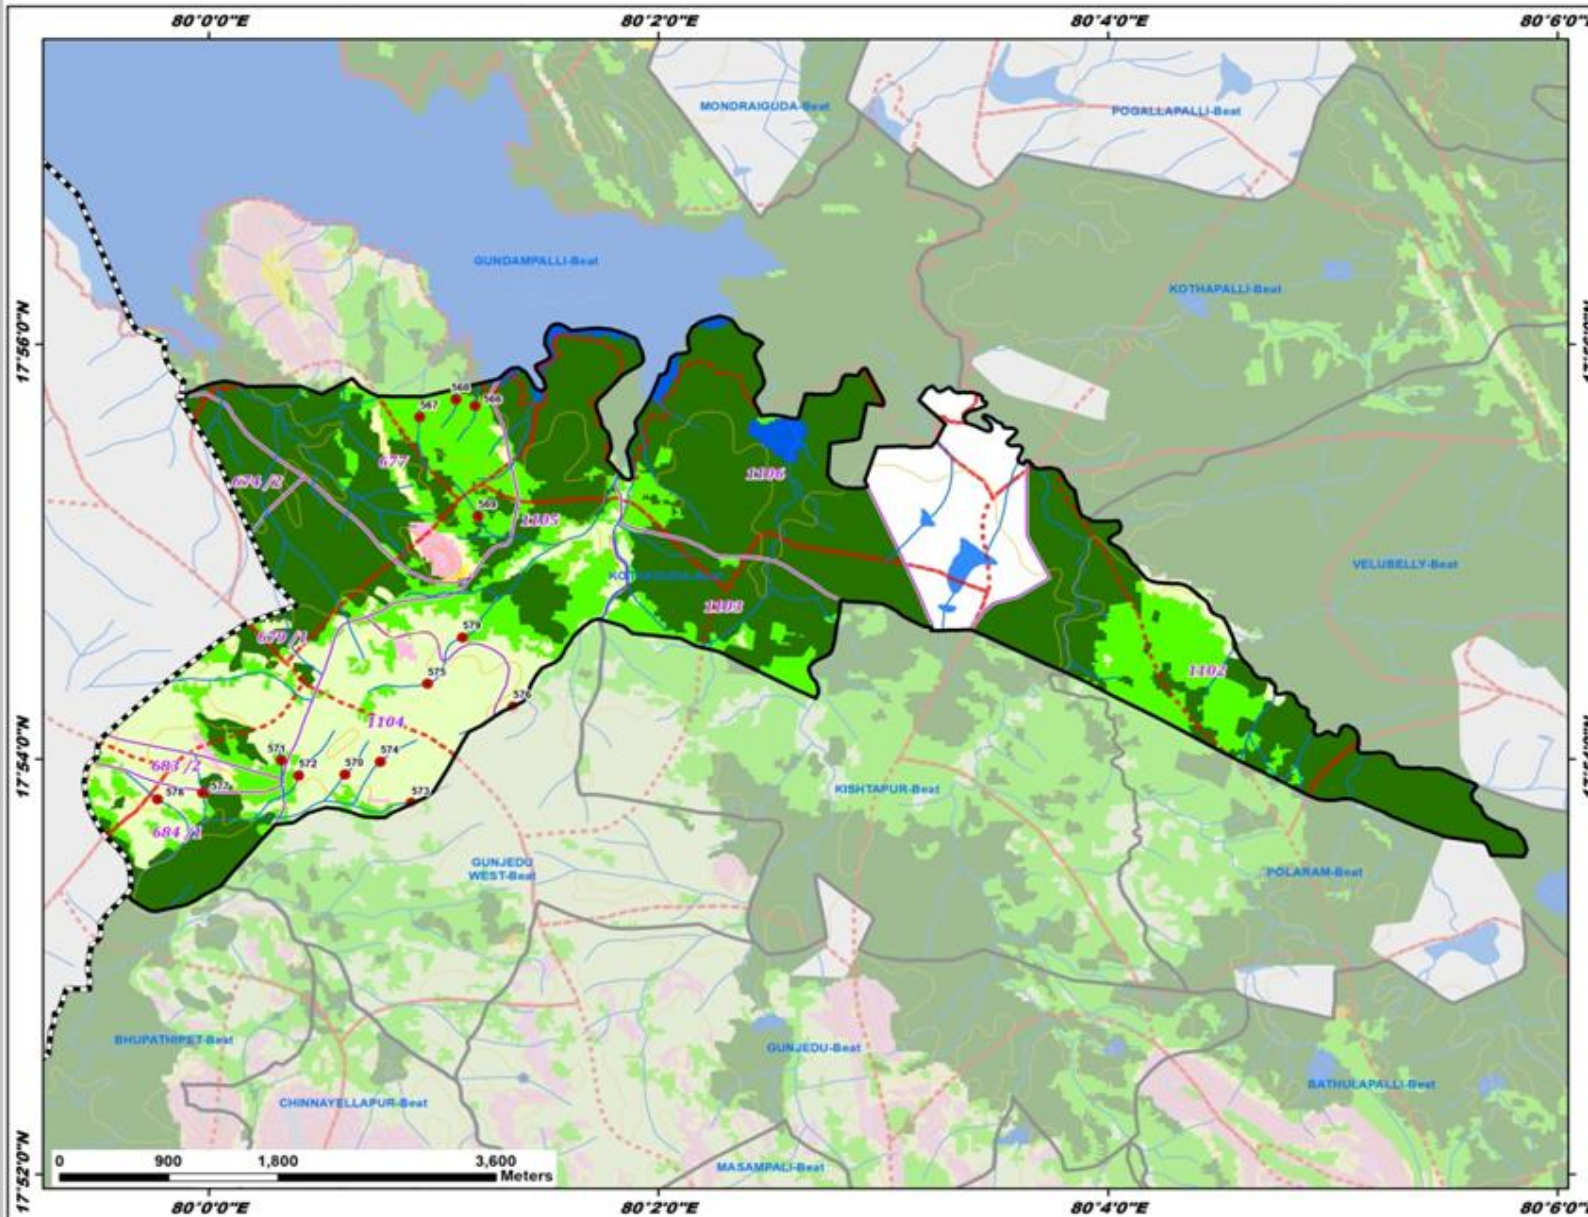 80°0'0"E 80°2'0"E 80°4'0"E 80°6'0"E
MONDRAIGUDA-Beat
POGALLAPALLI-Beat
GUNDAMPALLI-Beat
KOTHAPALLI-Beat
17°56'0"N
568
567
566
677
1106
674 /2
569
1105
VELUBELLY-Beat
1103
579
670 /1
575
1102
576
1104
17°54'0"N
571
574
683 /2
572
570
KISHTAPUR-Beat
578
577
573
684 /1
GUNJEDU
WEST-Beat
POLARAM-Beat
BHUPATHIPET-Beat
GUNJEDU-Beat
BATHULAPALLI-Beat
CHINNAYELLAPUR-Beat
MASAMPALI-Beat
17°52'0"N
0 900 1,800 3,600
Meters
80°0'0"E 80°2'0"E 80°4'0"E 80°6'0"E